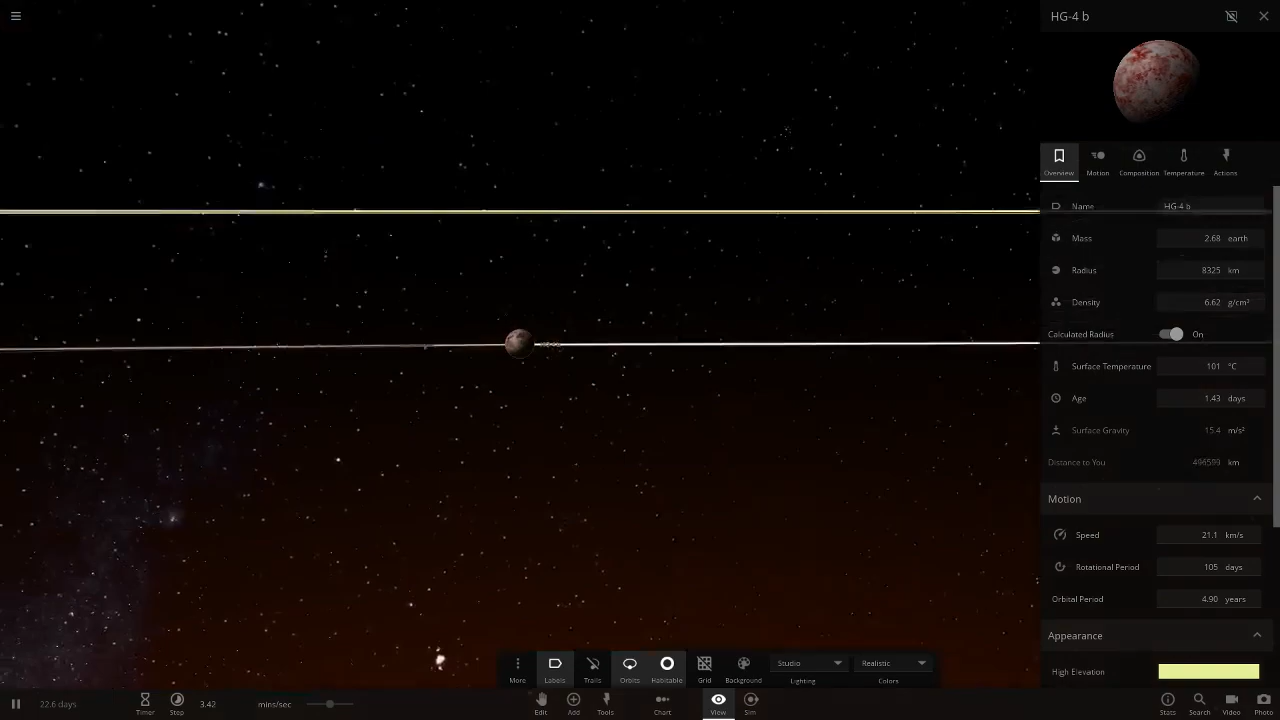 HG-4 b
Overview
Motion
Composition
Temperature
Actions
Name HG-4 b
Mass 2.68 earth
Radius 8325 km
Density 6.62 g/cm³
Calculated Radius On
Surface Temperature 101 °C
Age 1.43 days
Surface Gravity 15.4 m/s²
Distance to You 496599 km
Motion
Speed 21.1 km/s
Rotational Period 105 days
Orbital Period 4.90 years
Appearance
High Elevation
More
Labels
Trails
Orbits
Habitable
Grid
Background
Studio
Lighting
Realistic
Colors
22.6 days
Timer
Step
3.42 mins/sec
Edit
Add
Tools
Chart
View
Sim
Stats
Search
Video
Photo